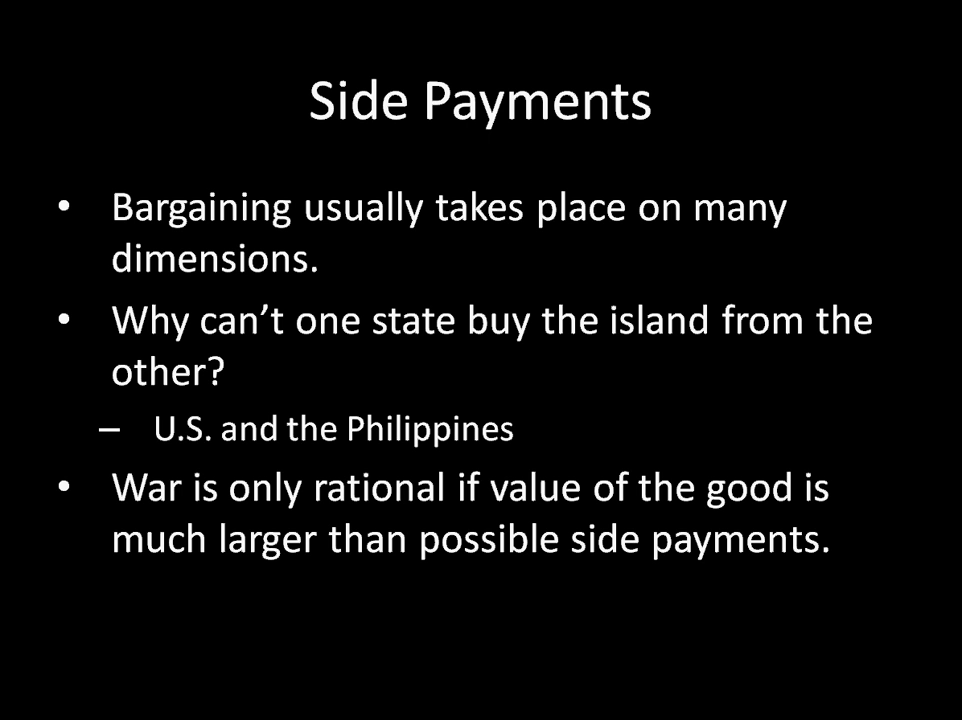 Side Payments
• Bargaining usually takes place on many
dimensions.
• Why can’t one state buy the island from the
other?
– U.S. and the Philippines
• War is only rational if value of the good is
much larger than possible side payments.